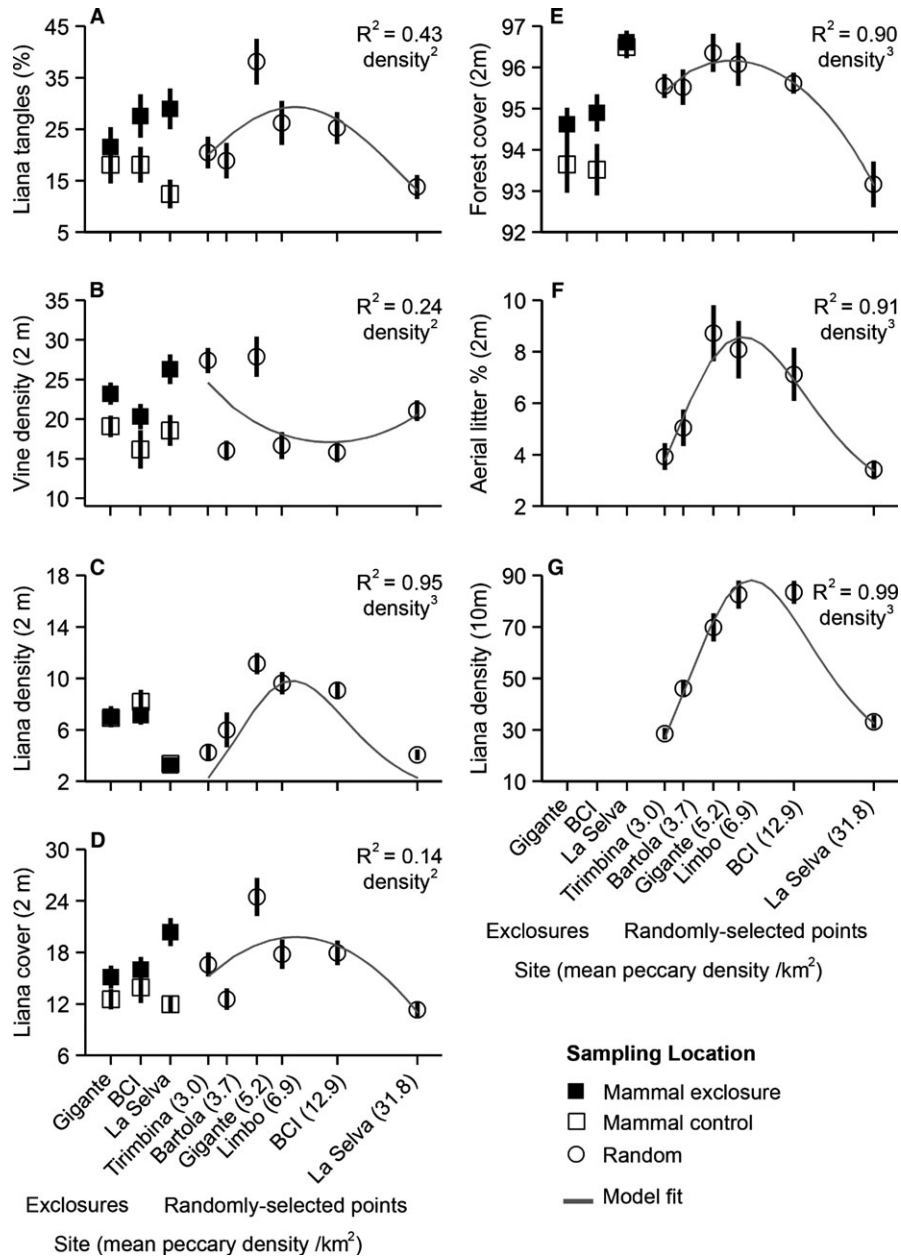 A
R² = 0.43
density²
Liana tangles (%)
45
35
25
15
5
B
R² = 0.24
density²
Vine density (2 m)
35
30
25
20
15
10
C
R² = 0.95
density³
Liana density (2 m)
18
14
10
6
2
D
R² = 0.14
density²
Liana cover (2 m)
30
24
18
12
6
Gigante
BCI
La Selva
Tirimbina (3.0)
Bartola (3.7)
Gigante (5.2)
Limbo (6.9)
BCI (12.9)
La Selva (31.8)
Exclosures Randomly-selected points
Site (mean peccary density /km²)
E
R² = 0.90
density³
Forest cover (2m)
97
96
95
94
93
92
F
R² = 0.91
density³
Aerial litter % (2m)
10
8
6
4
2
G
R² = 0.99
density³
Liana density (10m)
90
70
50
30
10
Gigante
BCI
La Selva
Tirimbina (3.0)
Bartola (3.7)
Gigante (5.2)
Limbo (6.9)
BCI (12.9)
La Selva (31.8)
Exclosures Randomly-selected points
Site (mean peccary density /km²)
Sampling Location
Mammal exclosure
Mammal control
Random
Model fit